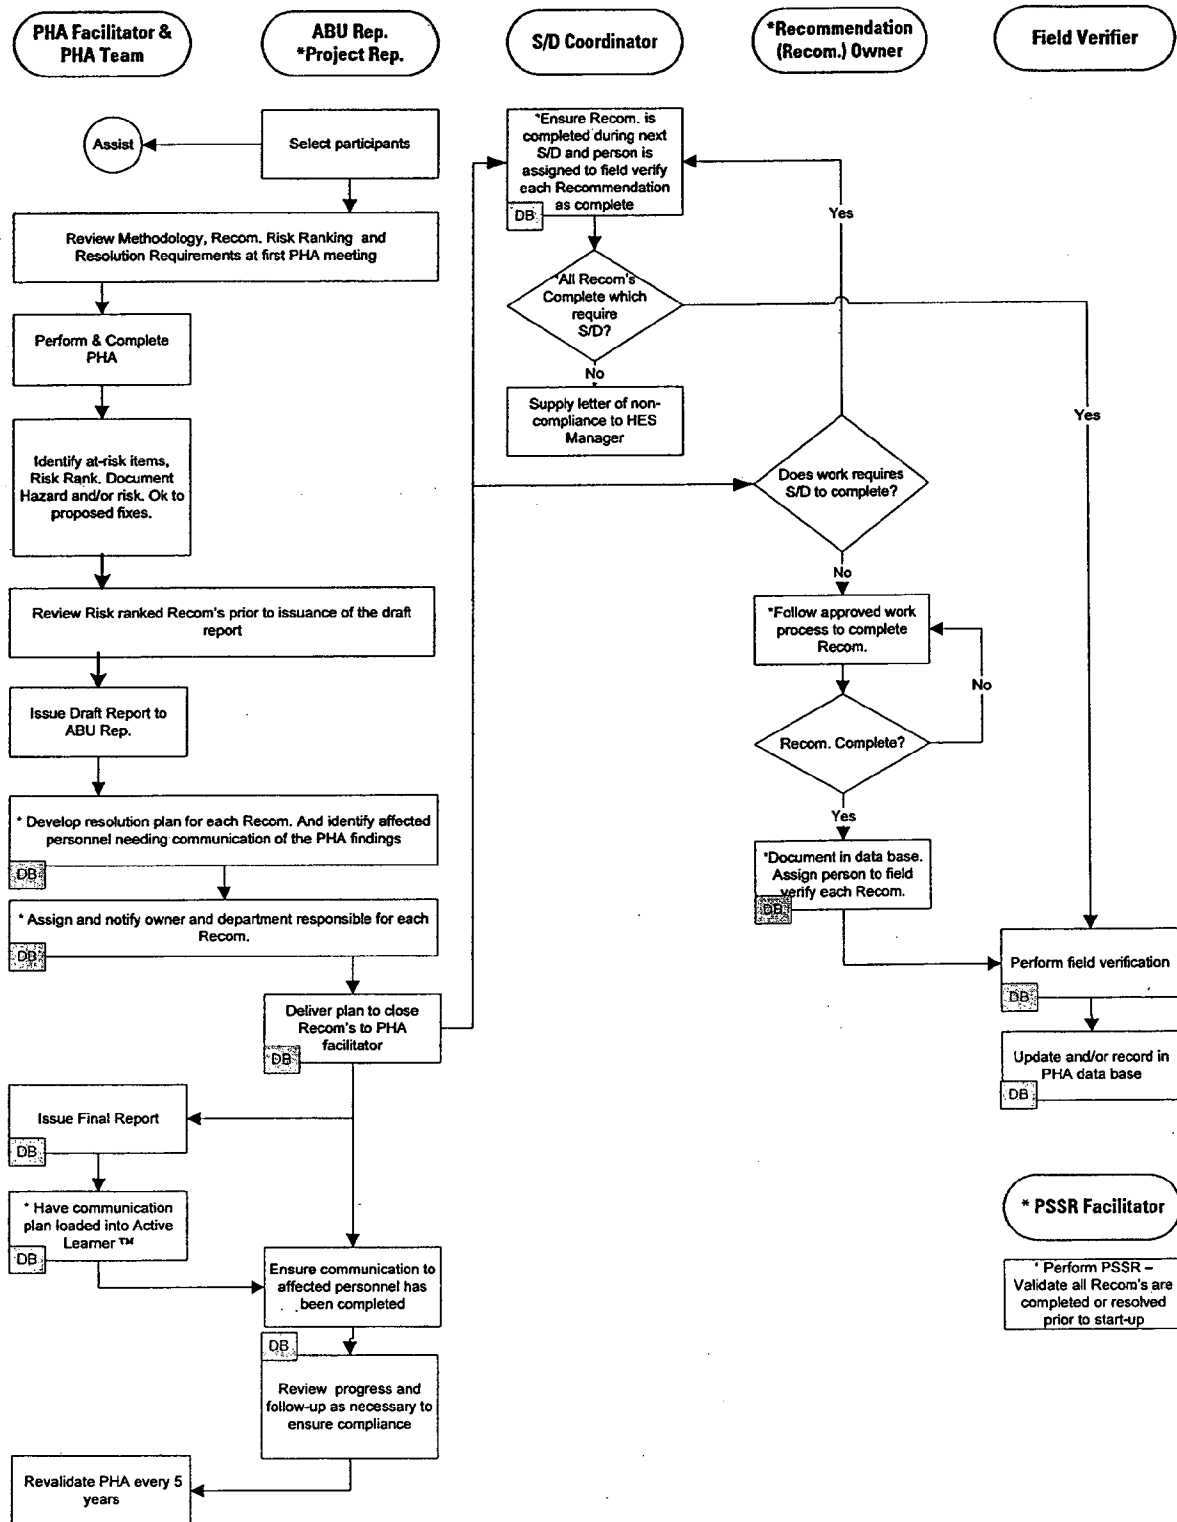 PHA Facilitator &
PHA Team
ABU Rep.
*Project Rep.
S/D Coordinator
*Recommendation
(Recom.) Owner
Field Verifier
Assist
Select participants
*Ensure Recom. is
completed during next
S/D and person is
assigned to field verify
each Recommendation
as complete
DB
Yes
Review Methodology, Recom. Risk Ranking and
Resolution Requirements at first PHA meeting
*All Recom's
Complete which
require
S/D?
Perform & Complete
PHA
No
Supply letter of non-
compliance to HES
Manager
Yes
Identify at-risk items,
Risk Rank. Document
Hazard and/or risk. Ok to
proposed fixes.
Does work requires
S/D to complete?
No
Review Risk ranked Recom's prior to issuance of the draft
report
*Follow approved work
process to complete
Recom.
No
Issue Draft Report to
ABU Rep.
Recom. Complete?
Yes
* Develop resolution plan for each Recom. And identify affected
personnel needing communication of the PHA findings
DB
*Document in data base.
Assign person to field
verify each Recom.
DB
* Assign and notify owner and department responsible for each
Recom.
DB
Perform field verification
DB
Deliver plan to close
Recom's to PHA
facilitator
DB
Update and/or record in
PHA data base
DB
Issue Final Report
DB
* Have communication
plan loaded into Active
Learner ™
DB
* PSSR Facilitator
Ensure communication to
affected personnel has
been completed
* Perform PSSR –
Validate all Recom's are
completed or resolved
prior to start-up
DB
Review progress and
follow-up as necessary to
ensure compliance
Revalidate PHA every 5
years